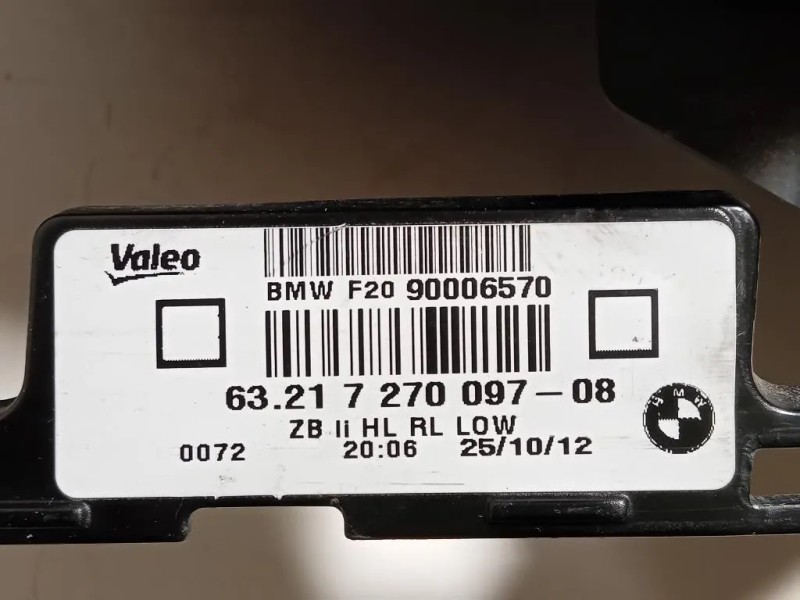 Valeo
BMW F20 90006570
63.21 7 270 097-08
ZB li HL RL LOW
0072 20:06 25/10/12
BMW